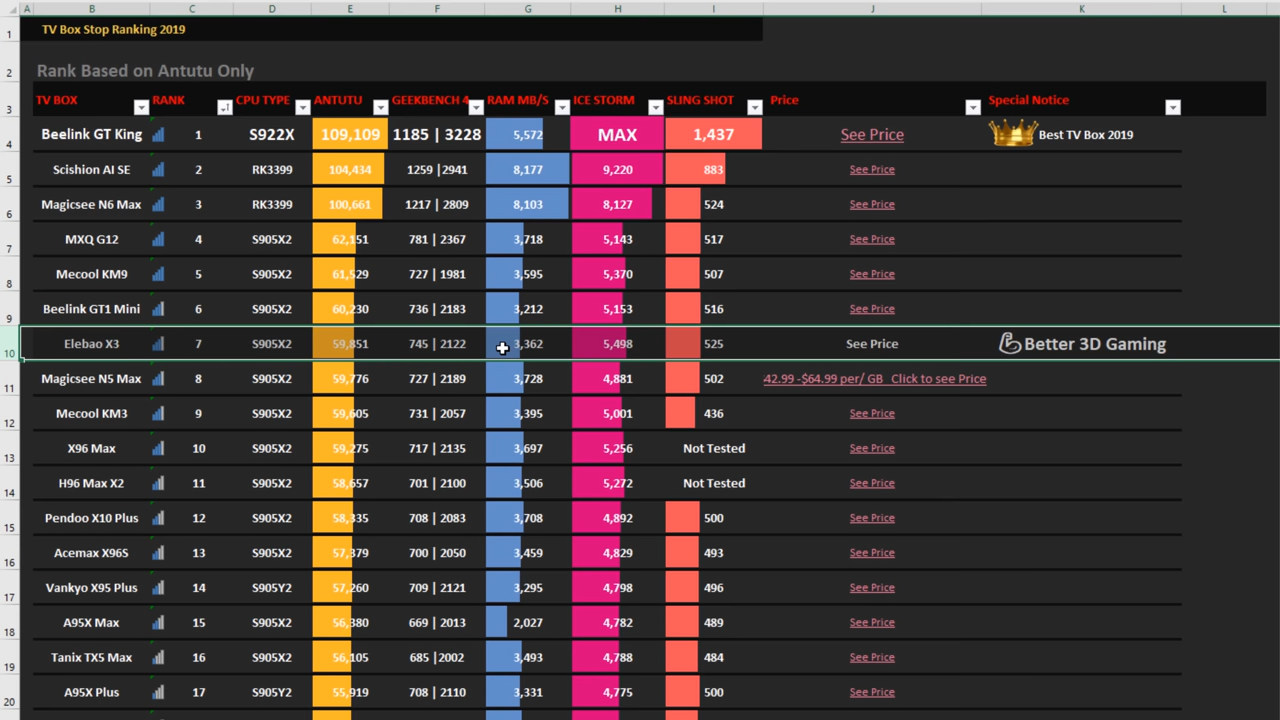 A B C D E F G H I J K L
1 TV Box Stop Ranking 2019
2 Rank Based on Antutu Only
3 TV BOX RANK CPU TYPE ANTUTU GEEKBENCH 4 RAM MB/S ICE STORM SLING SHOT Price Special Notice
4 Beelink GT King 1 S922X 109,109 1185 | 3228 5,572 MAX 1,437 See Price Best TV Box 2019
5 Scishion AI SE 2 RK3399 104,434 1259 |2941 8,177 9,220 883 See Price
6 Magicsee N6 Max 3 RK3399 100,661 1217 | 2809 8,103 8,127 524 See Price
7 MXQ G12 4 S905X2 62,151 781 | 2367 3,718 5,143 517 See Price
8 Mecool KM9 5 S905X2 61,529 727 | 1981 3,595 5,370 507 See Price
9 Beelink GT1 Mini 6 S905X2 60,230 736 | 2183 3,212 5,153 516 See Price
10 Elebao X3 7 S905X2 59,851 745 | 2122 3,362 5,498 525 See Price Better 3D Gaming
11 Magicsee N5 Max 8 S905X2 59,776 727 | 2189 3,728 4,881 502 42.99 -$64.99 per/ GB Click to see Price
12 Mecool KM3 9 S905X2 59,605 731 | 2057 3,395 5,001 436 See Price
13 X96 Max 10 S905X2 59,275 717 | 2135 3,697 5,256 Not Tested See Price
14 H96 Max X2 11 S905X2 58,657 701 | 2100 3,506 5,272 Not Tested See Price
15 Pendoo X10 Plus 12 S905X2 58,335 708 | 2083 3,708 4,892 500 See Price
16 Acemax X96S 13 S905X2 57,379 700 | 2050 3,459 4,829 493 See Price
17 Vankyo X95 Plus 14 S905Y2 57,260 709 | 2121 3,295 4,798 496 See Price
18 A95X Max 15 S905X2 56,380 669 | 2013 2,027 4,782 489 See Price
19 Tanix TX5 Max 16 S905X2 56,105 685 |2002 3,493 4,788 484 See Price
20 A95X Plus 17 S905Y2 55,919 708 | 2110 3,331 4,775 500 See Price